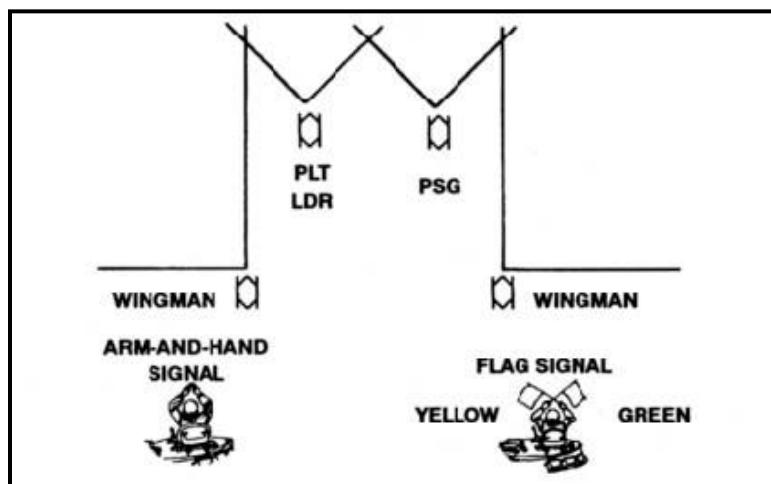 PLT
LDR
PSG
WINGMAN
WINGMAN
ARM-AND-HAND
SIGNAL
FLAG SIGNAL
YELLOW
GREEN